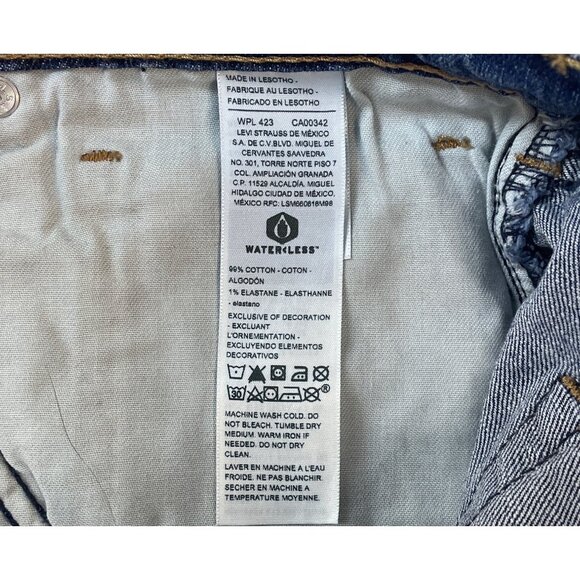 MADE IN LESOTHO -
FABRIQUE AU LESOTHO -
FABRICADO EN LESOTHO
WPL 423 CA00342
LEVI STRAUSS DE MÉXICO
S.A. DE C.V.BLVD. MIGUEL DE
CERVANTES SAAVEDRA
NO. 301, TORRE NORTE PISO 7
COL. AMPLIACIÓN GRANADA
C.P. 11529 ALCALDÍA. MIGUEL
HIDALGO CIUDAD DE MÉXICO,
MÉXICO RFC: LSM660816M98
WATER<LESS™
99% COTTON - COTON -
ALGODÓN
1% ELASTANE - ELASTHANNE
- elastano
EXCLUSIVE OF DECORATION
- EXCLUANT
L'ORNEMENTATION -
EXCLUYENDO ELEMENTOS
DECORATIVOS
30 ®
MACHINE WASH COLD. DO
NOT BLEACH. TUMBLE DRY
MEDIUM. WARM IRON IF
NEEDED. DO NOT DRY
CLEAN.
LAVER EN MACHINE A L'EAU
FROIDE. NE PAS BLANCHIR.
SECHER EN MACHINE A
TEMPERATURE MOYENNE.